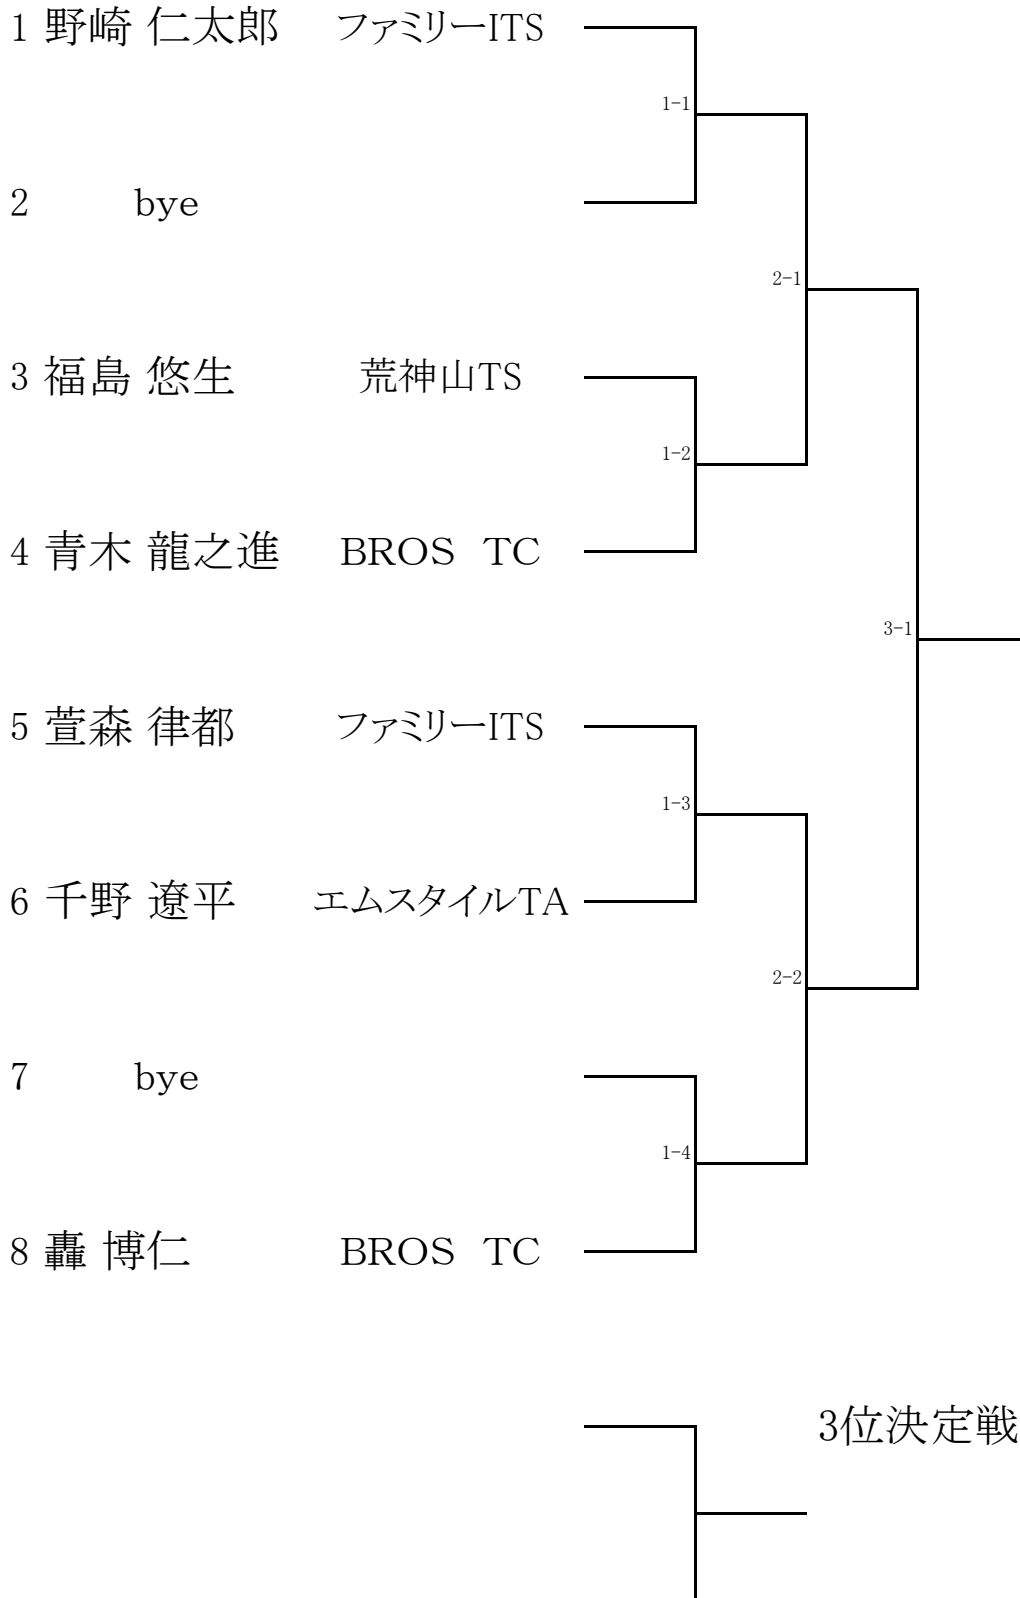 1 野崎 仁太郎 ファミリーITS
1-1
2 bye
2-1
3 福島 悠生 荒神山TS
1-2
4 青木 龍之進 BROS TC
3-1
5 萱森 律都 ファミリーITS
1-3
6 千野 遼平 エムスタイルTA
2-2
7 bye
1-4
8 轟 博仁 BROS TC
3位決定戦